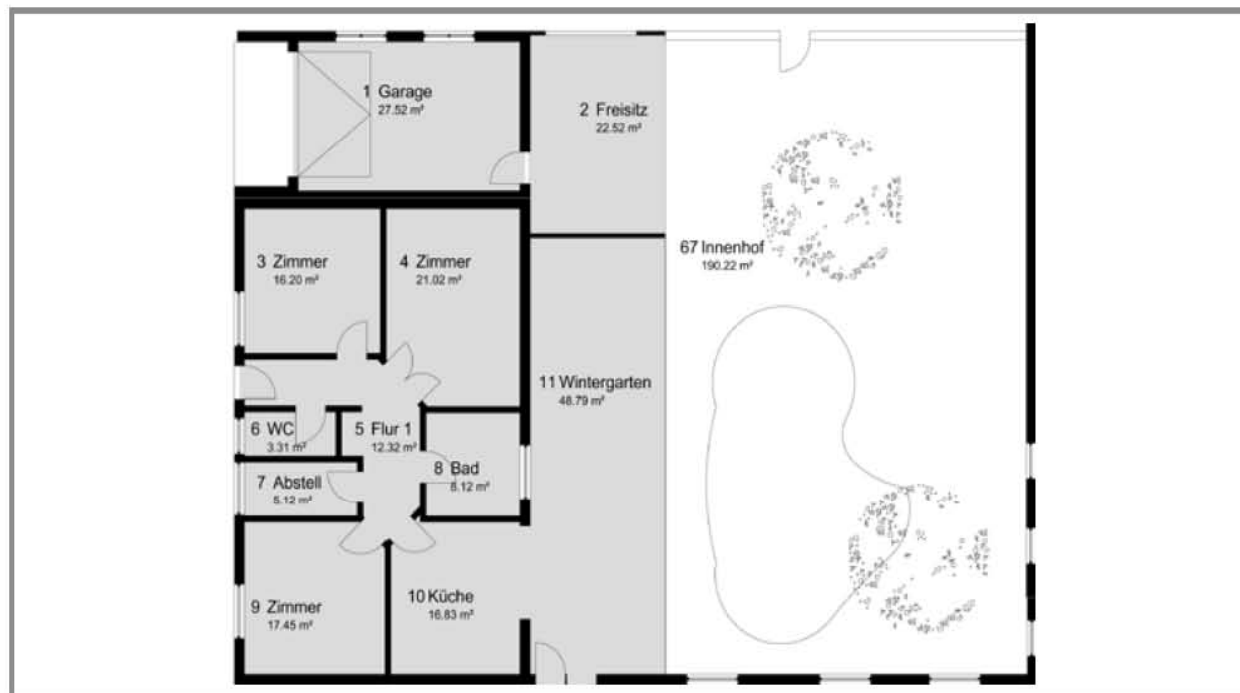 1 Garage
27.52 m²
2 Freisitz
22.52 m²
3 Zimmer
16.20 m²
4 Zimmer
21.02 m²
67 Innenhof
190.22 m²
11 Wintergarten
48.79 m²
6 WC
3.31 m²
5 Flur 1
12.32 m²
7 Abstell
5.12 m²
8 Bad
8.12 m²
9 Zimmer
17.45 m²
10 Küche
16.83 m²